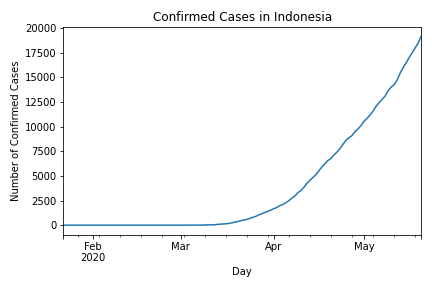 Confirmed Cases in Indonesia
20000
17500
15000
12500
10000
7500
5000
2500
0
Number of Confirmed Cases
Feb
2020
Mar
Apr
May
Day